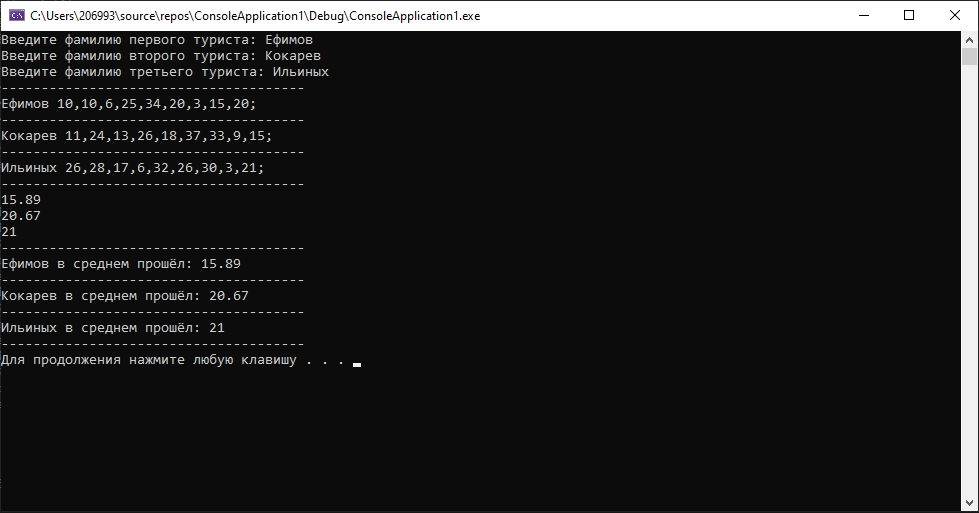 C:\Users\206993\source\repos\ConsoleApplication1\Debug\ConsoleApplication1.exe
Введите фамилию первого туриста: Ефимов
Введите фамилию второго туриста: Кокарев
Введите фамилию третьего туриста: Ильиных
--------------------------------------
Ефимов 10,10,6,25,34,20,3,15,20;
--------------------------------------
Кокарев 11,24,13,26,18,37,33,9,15;
--------------------------------------
Ильиных 26,28,17,6,32,26,30,3,21;
--------------------------------------
15.89
20.67
21
--------------------------------------
Ефимов в среднем прошёл: 15.89
--------------------------------------
Кокарев в среднем прошёл: 20.67
--------------------------------------
Ильиных в среднем прошёл: 21
--------------------------------------
Для продолжения нажмите любую клавишу . . .